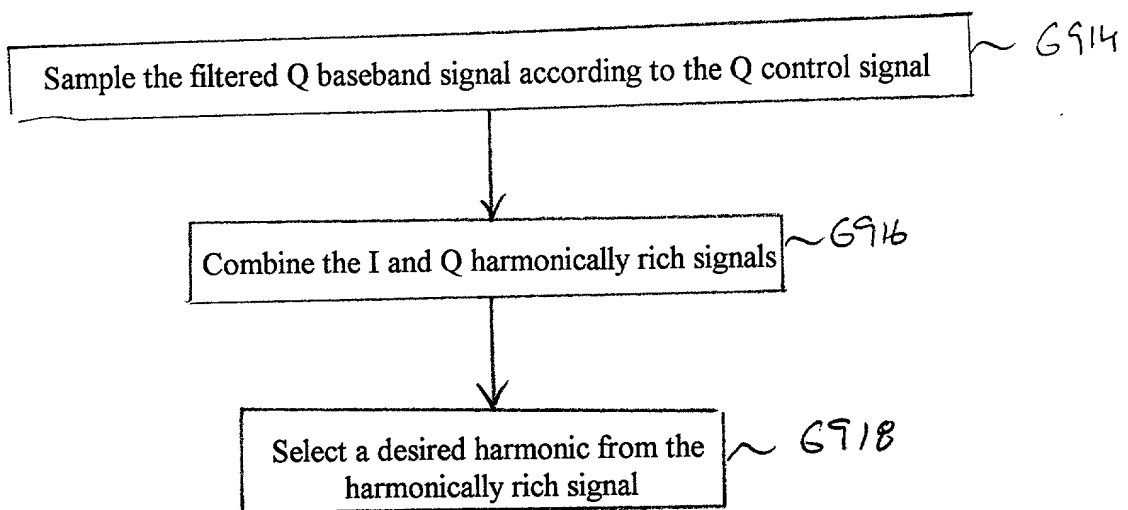 Sample the filtered Q baseband signal according to the Q control signal
6914
Combine the I and Q harmonically rich signals
6916
Select a desired harmonic from the
harmonically rich signal
6918